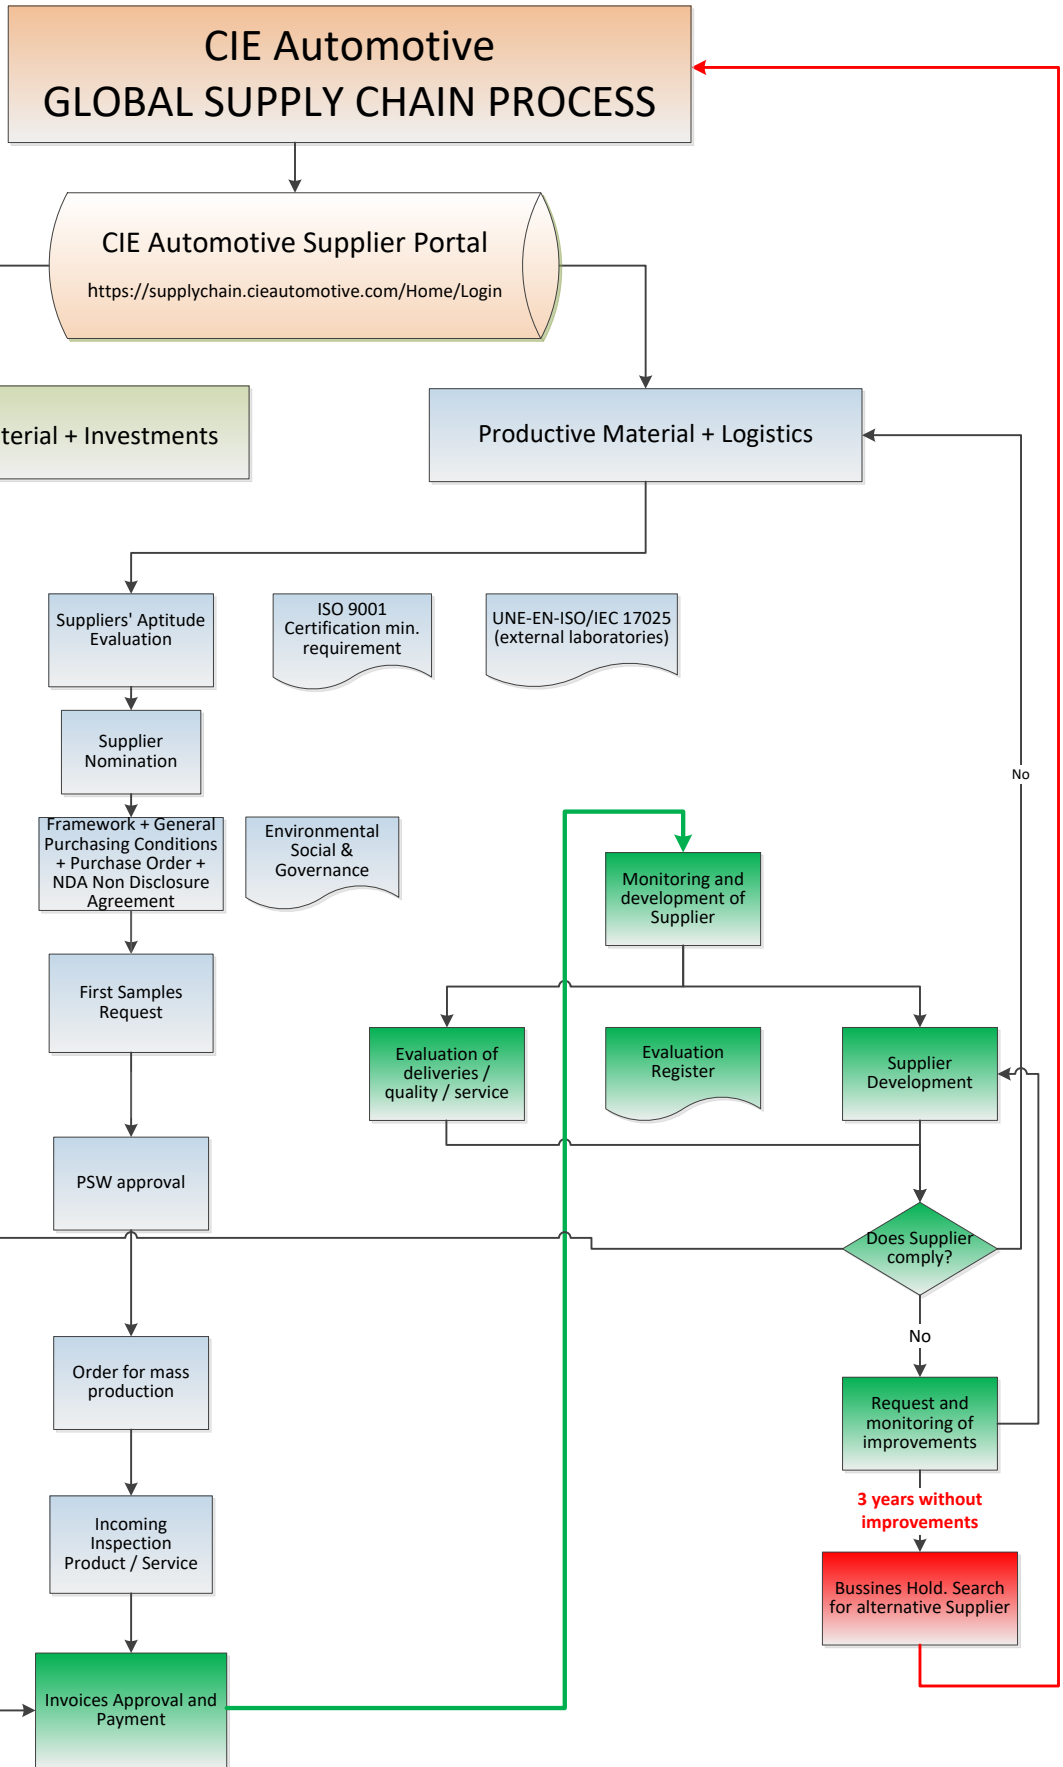 CIE Automotive
GLOBAL SUPPLY CHAIN PROCESS
CIE Automotive Supplier Portal
https://supplychain.cieautomotive.com/Home/Login
terial + Investments
Productive Material + Logistics
Suppliers' Aptitude
Evaluation
ISO 9001
Certification min.
requirement
UNE-EN-ISO/IEC 17025
(external laboratories)
Supplier
Nomination
No
Framework + General
Purchasing Conditions
+ Purchase Order +
NDA Non Disclosure
Agreement
Environmental
Social &
Governance
Monitoring and
development of
Supplier
First Samples
Request
Evaluation of
deliveries /
quality / service
Evaluation
Register
Supplier
Development
PSW approval
Does Supplier
comply?
No
Order for mass
production
Request and
monitoring of
improvements
3 years without
improvements
Incoming
Inspection
Product / Service
Bussines Hold. Search
for alternative Supplier
Invoices Approval and
Payment